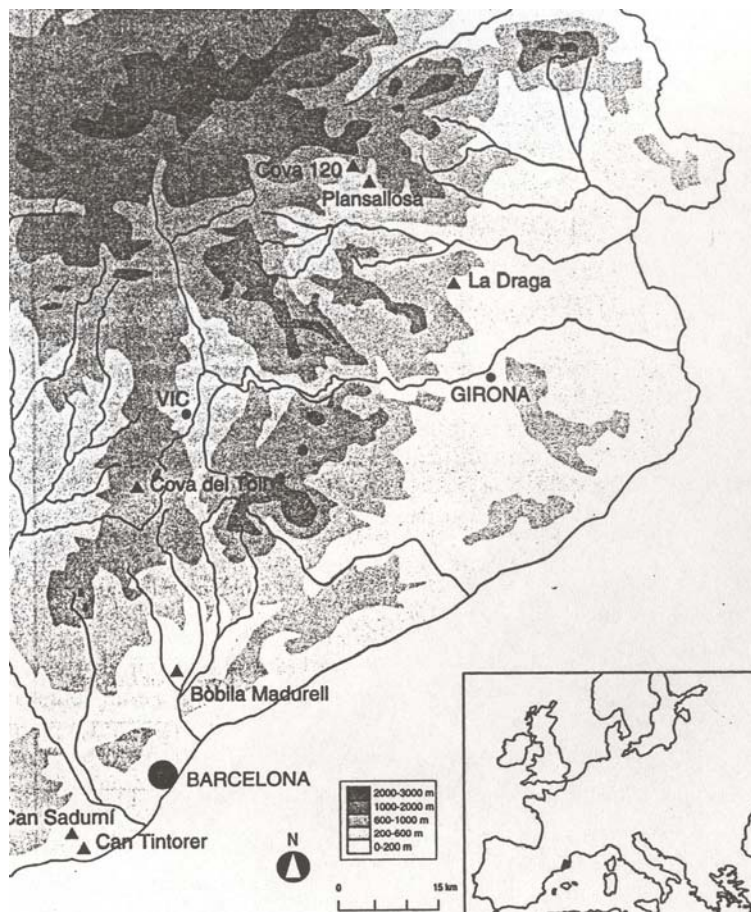 Cova 120
Plansallosa
La Draga
GIRONA
VIC
Cova del Toll
Bòbila Madurell
BARCELONA
Can Sadurní
Can Tintorer
N
2000-3000 m
1000-2000 m
600-1000 m
200-600 m
0-200 m
0 15 km